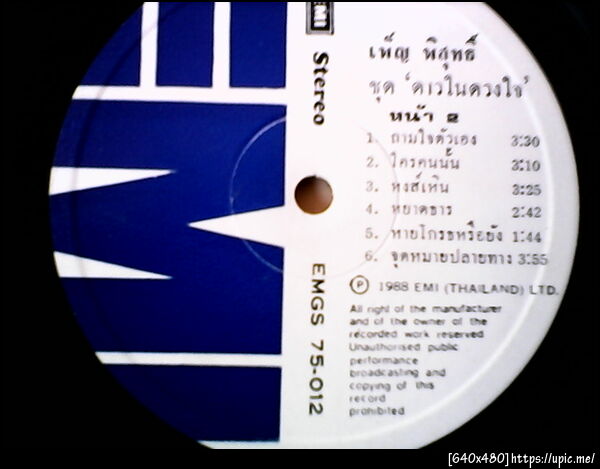 EMI
Stereo
EMGS 75-012
เพ็ญ พิสุทธิ์
ชุด 'ดาวในดวงใจ'
หน้า ๒
1. ถามใจตัวเอง 3:30
2. ใครคนนั้น 3:10
3. หงส์เหิน 3:25
4. หยาดธาร 2:42
5. หายโกรธหรือยัง 1:44
6. จุดหมายปลายทาง 3:55
Ⓟ 1988 EMI (THAILAND) LTD.
All right of the manufacturer
and of the owner of the
recorded work reserved
Unauthorised public
performance
broadcasting and
copying of this
record
prohibited
[640x480]https://upic.me/